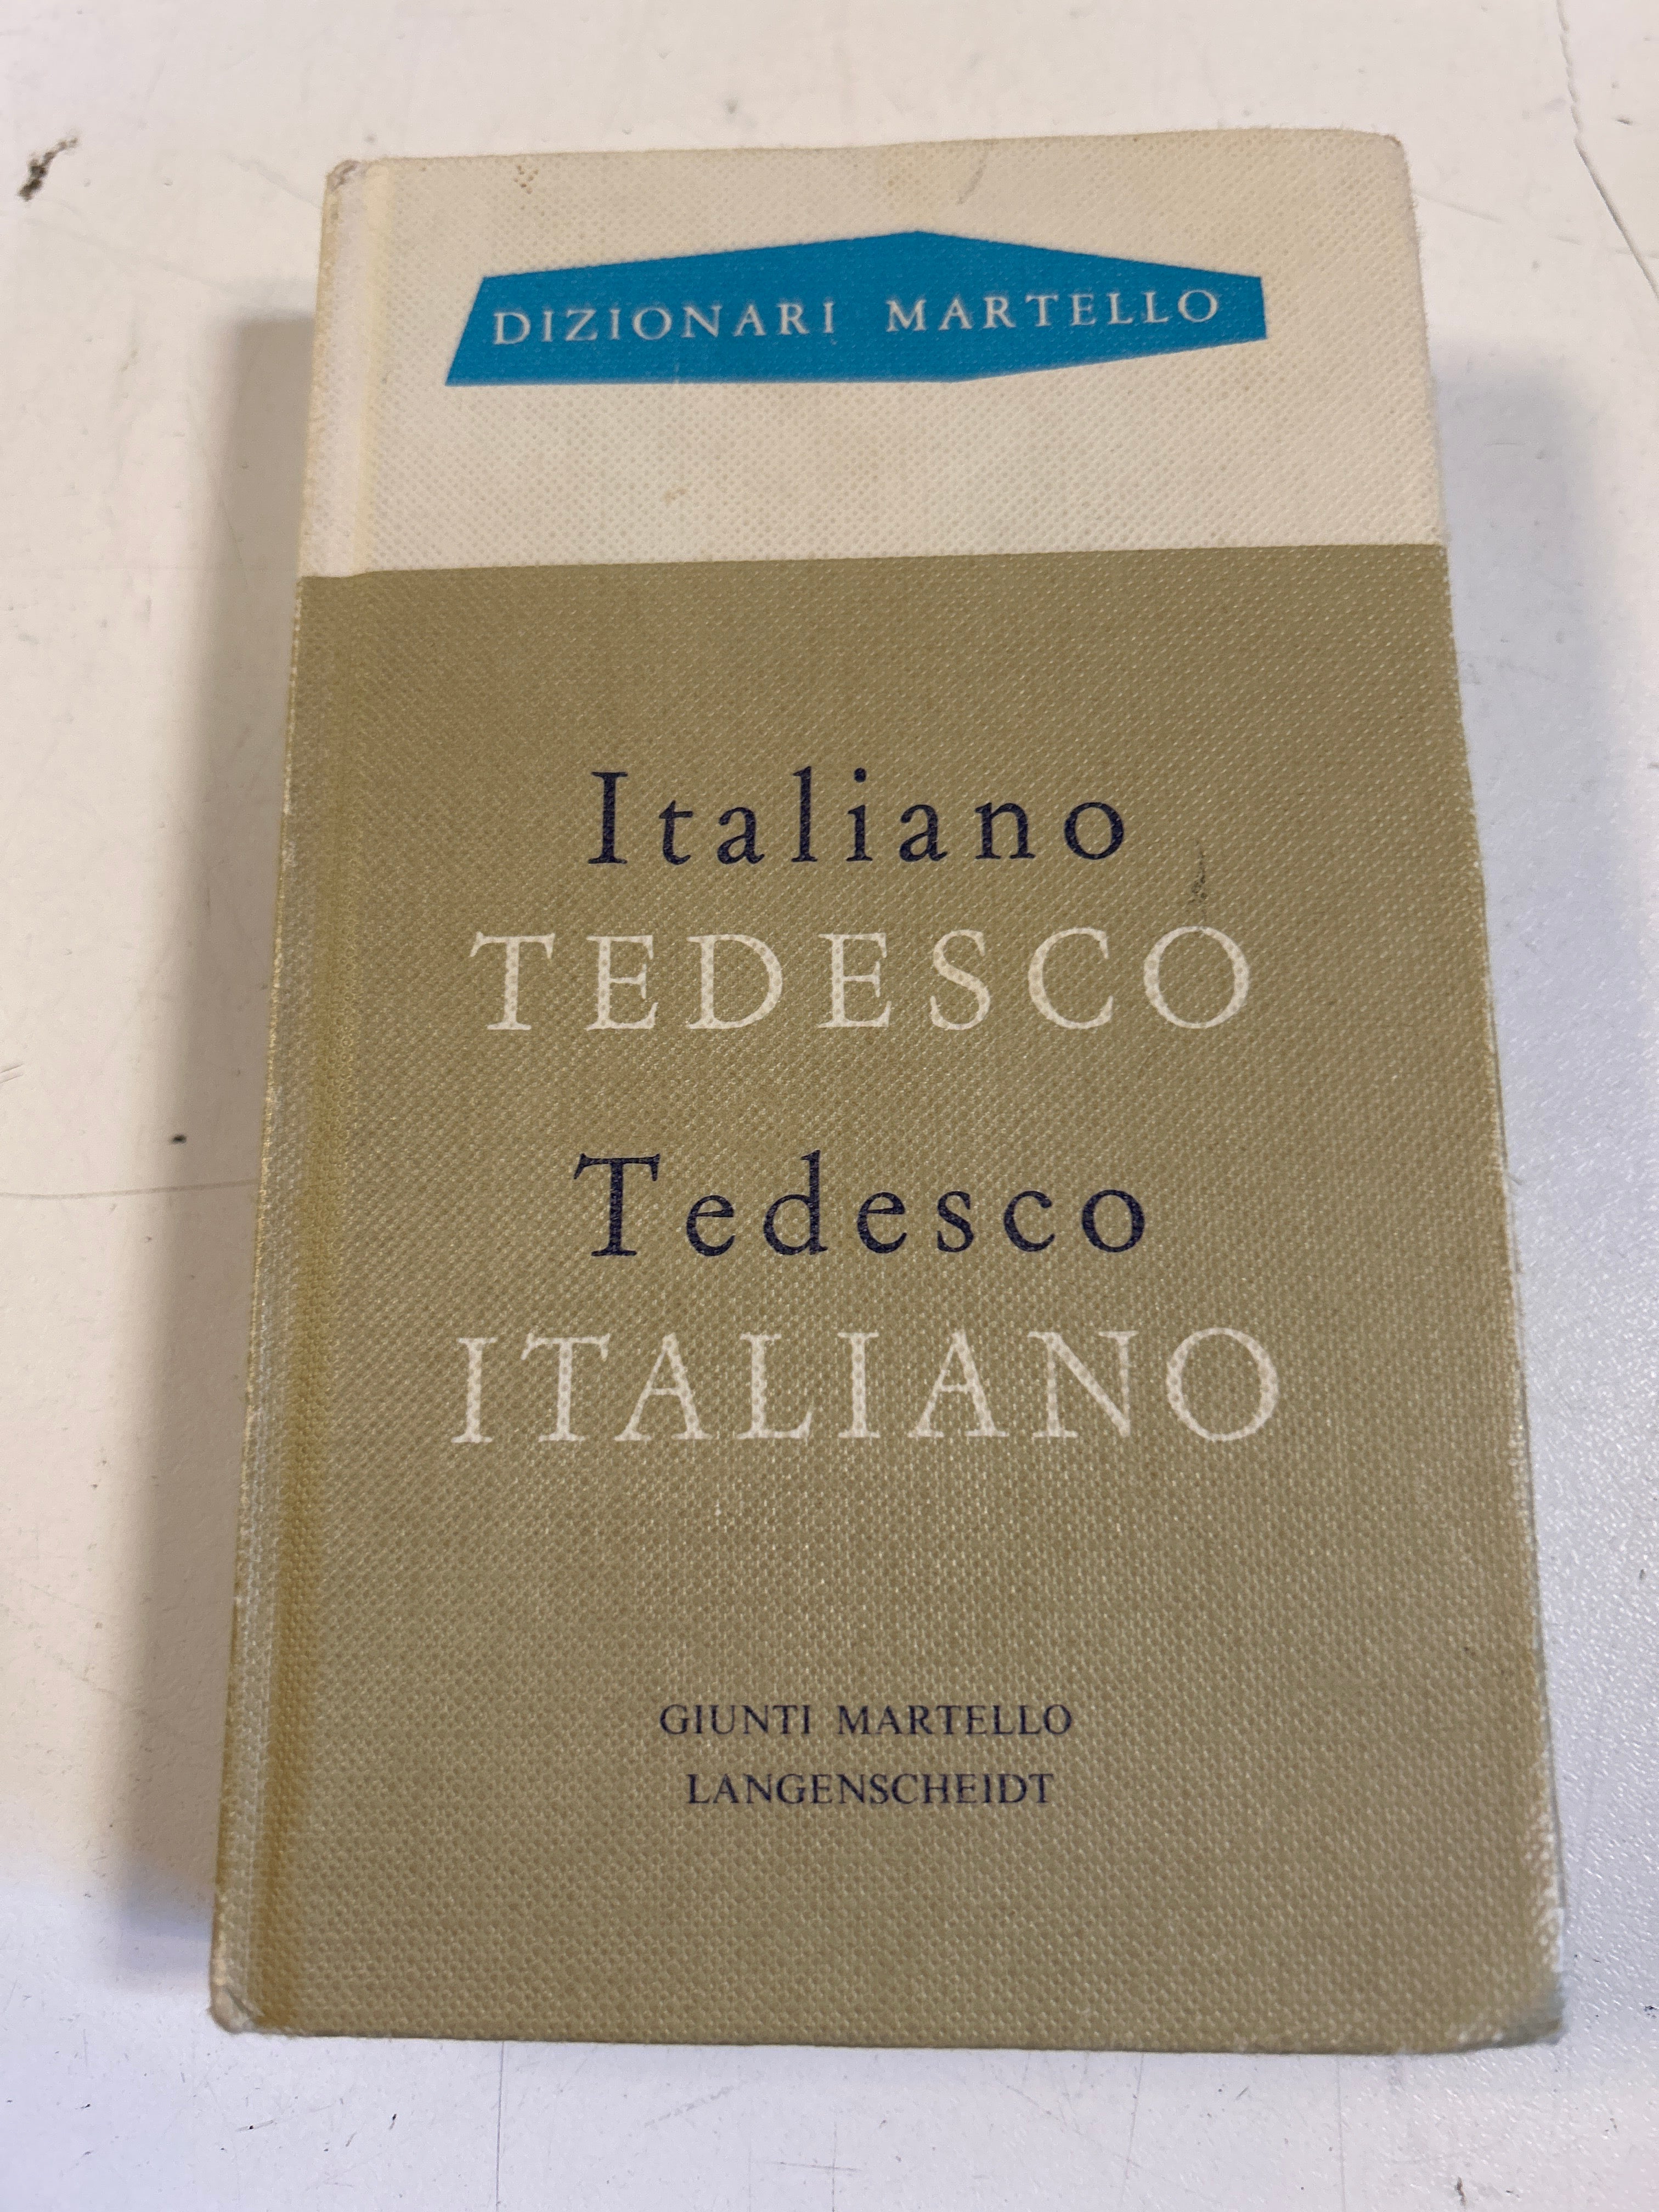 DIZIONARI MARTELLO
Italiano
TEDESCO
Tedesco
ITALIANO
GIUNTI MARTELLO
LANGENSCHEIDT